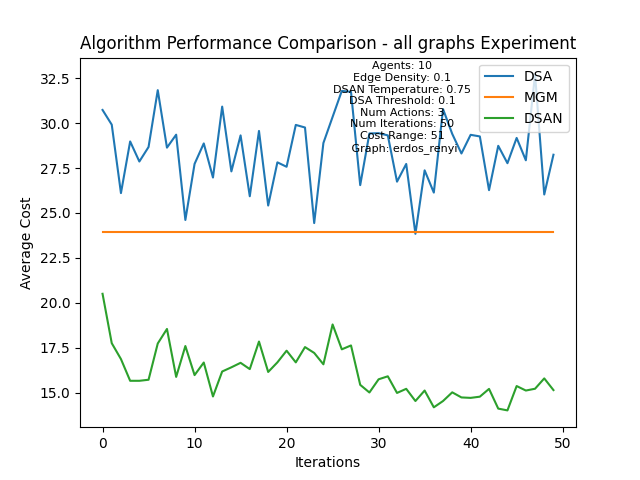 Algorithm Performance Comparison - all graphs Experiment
Agents: 10
Edge Density: 0.1
DSAN Temperature: 0.75
DSA Threshold: 0.1
Num Actions: 3
Num Iterations: 50
Cost Range: 51
Graph: erdos_renyi
DSA
MGM
DSAN
Average Cost
32.5
30.0
27.5
25.0
22.5
20.0
17.5
15.0
0
10
20
30
40
50
Iterations